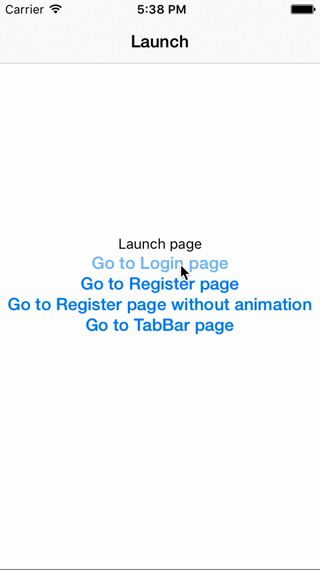 Carrier 5:38 PM
Launch
Launch page
Go to Login page
Go to Register page
Go to Register page without animation
Go to TabBar page